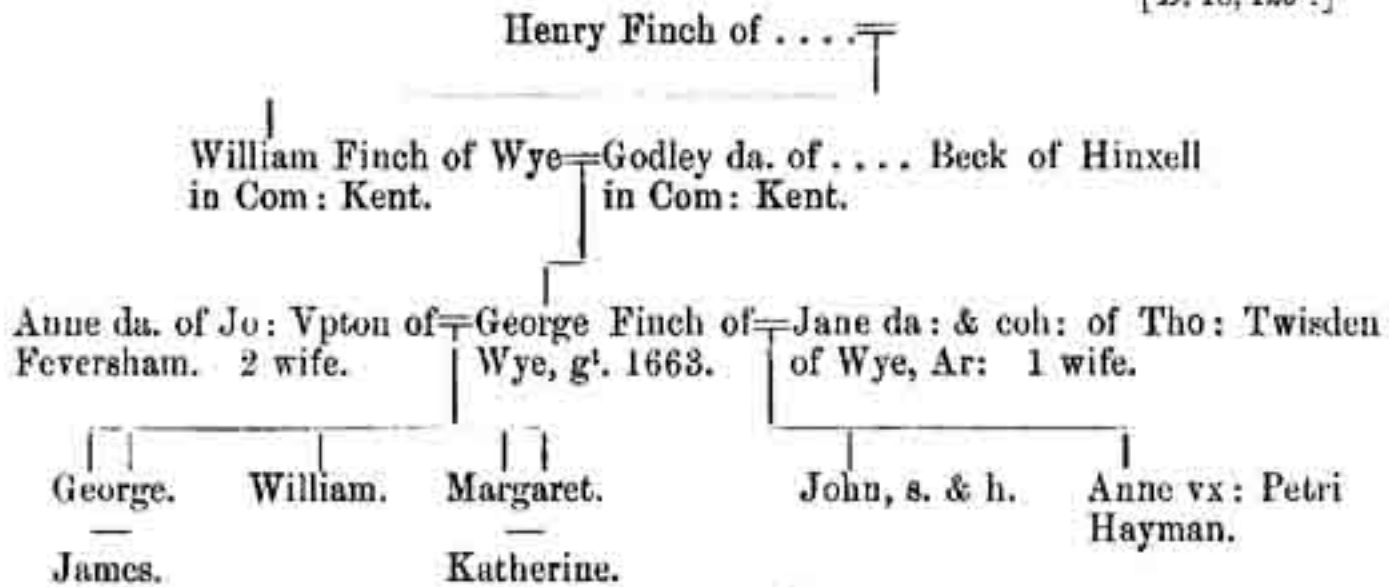 Henry Finch of . . . .
William Finch of Wye Godley da. of . . . . Beck of Hinxell
in Com: Kent. in Com: Kent.
Anne da. of Jo: Vpton of George Finch of Jane da: & coh: of Tho: Twisden
Feversham. 2 wife. Wye, gᵗ. 1663. of Wye, Ar: 1 wife.
George. William. Margaret. John, s. & h. Anne vx: Petri
Hayman.
James. Katherine.